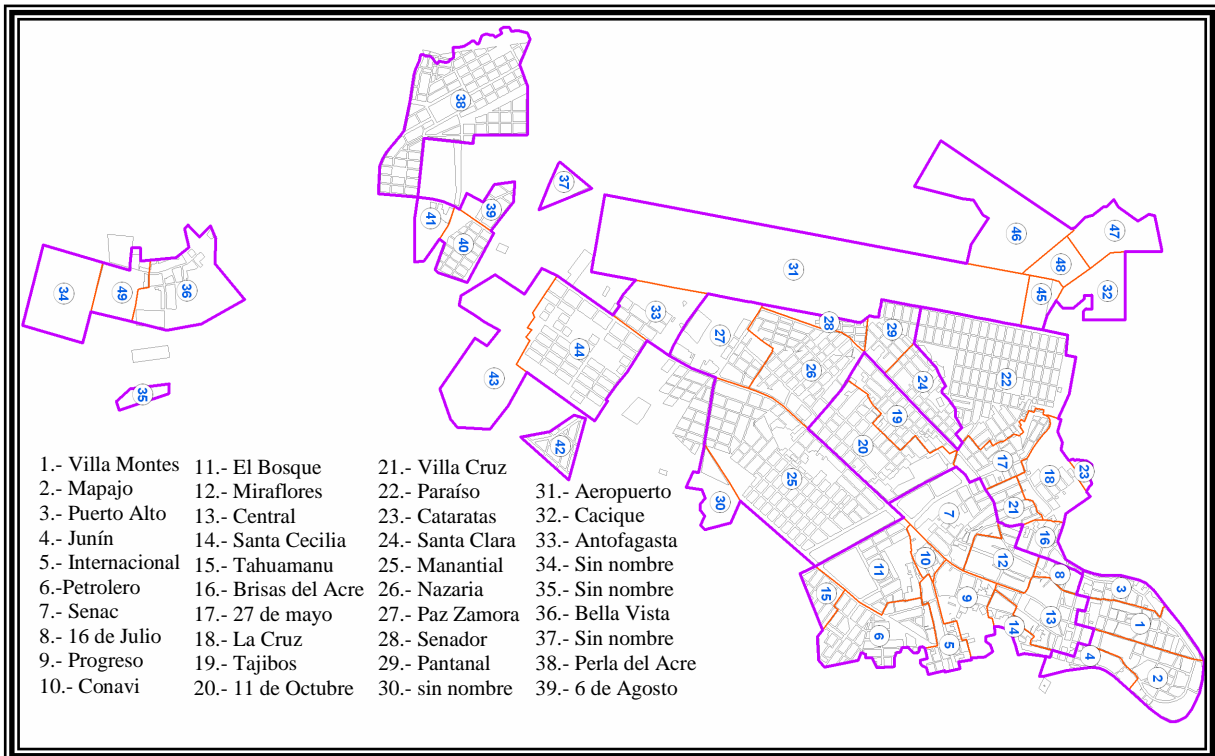 38
37
39
41
40
46
47
48
45
32
31
36
34
49
35
33
44
43
42
27
28
29
26
24
22
19
20
25
30
17
18
23
21
16
7
10
12
11
15
6
9
5
14
8
13
3
1
4
2
1.- Villa Montes
2.- Mapajo
3.- Puerto Alto
4.- Junín
5.- Internacional
6.-Petrolero
7.- Senac
8.- 16 de Julio
9.- Progreso
10.- Conavi
11.- El Bosque
12.- Miraflores
13.- Central
14.- Santa Cecilia
15.- Tahuamanu
16.- Brisas del Acre
17.- 27 de mayo
18.- La Cruz
19.- Tajibos
20.- 11 de Octubre
21.- Villa Cruz
22.- Paraíso
23.- Cataratas
24.- Santa Clara
25.- Manantial
26.- Nazaria
27.- Paz Zamora
28.- Senador
29.- Pantanal
30.- sin nombre
31.- Aeropuerto
32.- Cacique
33.- Antofagasta
34.- Sin nombre
35.- Sin nombre
36.- Bella Vista
37.- Sin nombre
38.- Perla del Acre
39.- 6 de Agosto